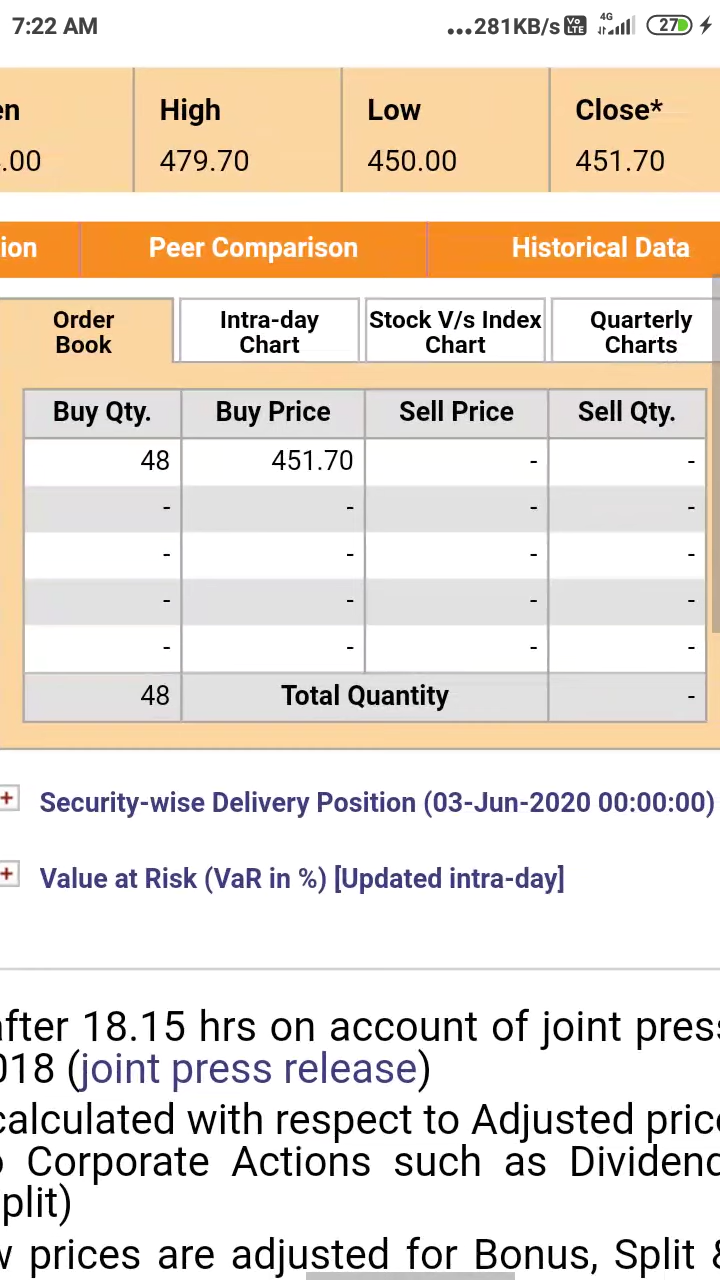 7:22 AM ...281KB/s Vo LTE 4G 27
en High Low Close*
.00 479.70 450.00 451.70
ion Peer Comparison Historical Data
Order Book Intra-day Chart Stock V/s Index Chart Quarterly Charts
Buy Qty. Buy Price Sell Price Sell Qty.
48 451.70 - -
- - - -
- - - -
- - - -
- - - -
48 Total Quantity -
+ Security-wise Delivery Position (03-Jun-2020 00:00:00)
+ Value at Risk (VaR in %) [Updated intra-day]
after 18.15 hrs on account of joint press
018 (joint press release)
calculated with respect to Adjusted price
o Corporate Actions such as Dividend
plit)
w prices are adjusted for Bonus, Split &